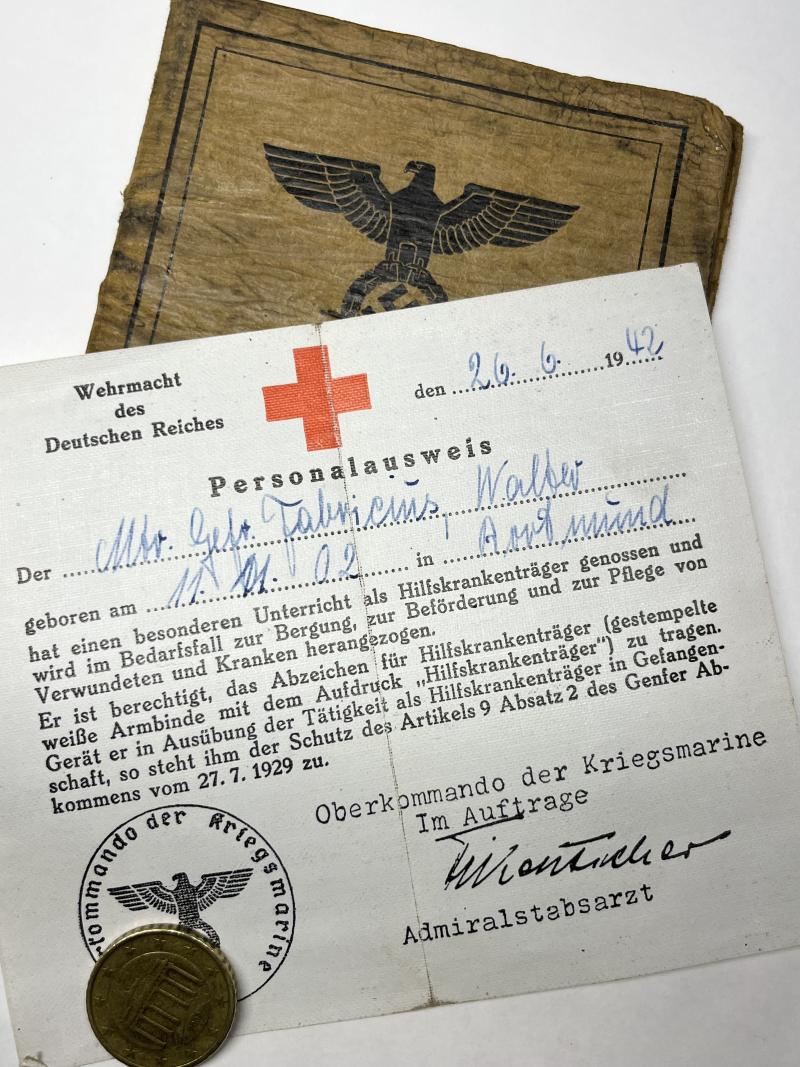 Wehrmacht
des
Deutschen Reiches
den 26. 6. 1942
Personalausweis
Der Mtr. Gefr. Fabricius, Walter
geboren am 11. 01. 02 in Dortmund
hat einen besonderen Unterricht als Hilfskrankenträger genossen und
wird im Bedarfsfall zur Bergung, zur Beförderung und zur Pflege von
Verwundeten und Kranken herangezogen.
Er ist berechtigt, das Abzeichen für Hilfskrankenträger (gestempelte
weiße Armbinde mit dem Aufdruck „Hilfskrankenträger") zu tragen.
Gerät er in Ausübung der Tätigkeit als Hilfskrankenträger in Gefangen-
schaft, so steht ihm der Schutz des Artikels 9 Absatz 2 des Genfer Ab-
kommens vom 27. 7. 1929 zu.
Oberkommando der Kriegsmarine
Im Auftrage
Admiralstabsarzt
kommando der Kriegsmarine